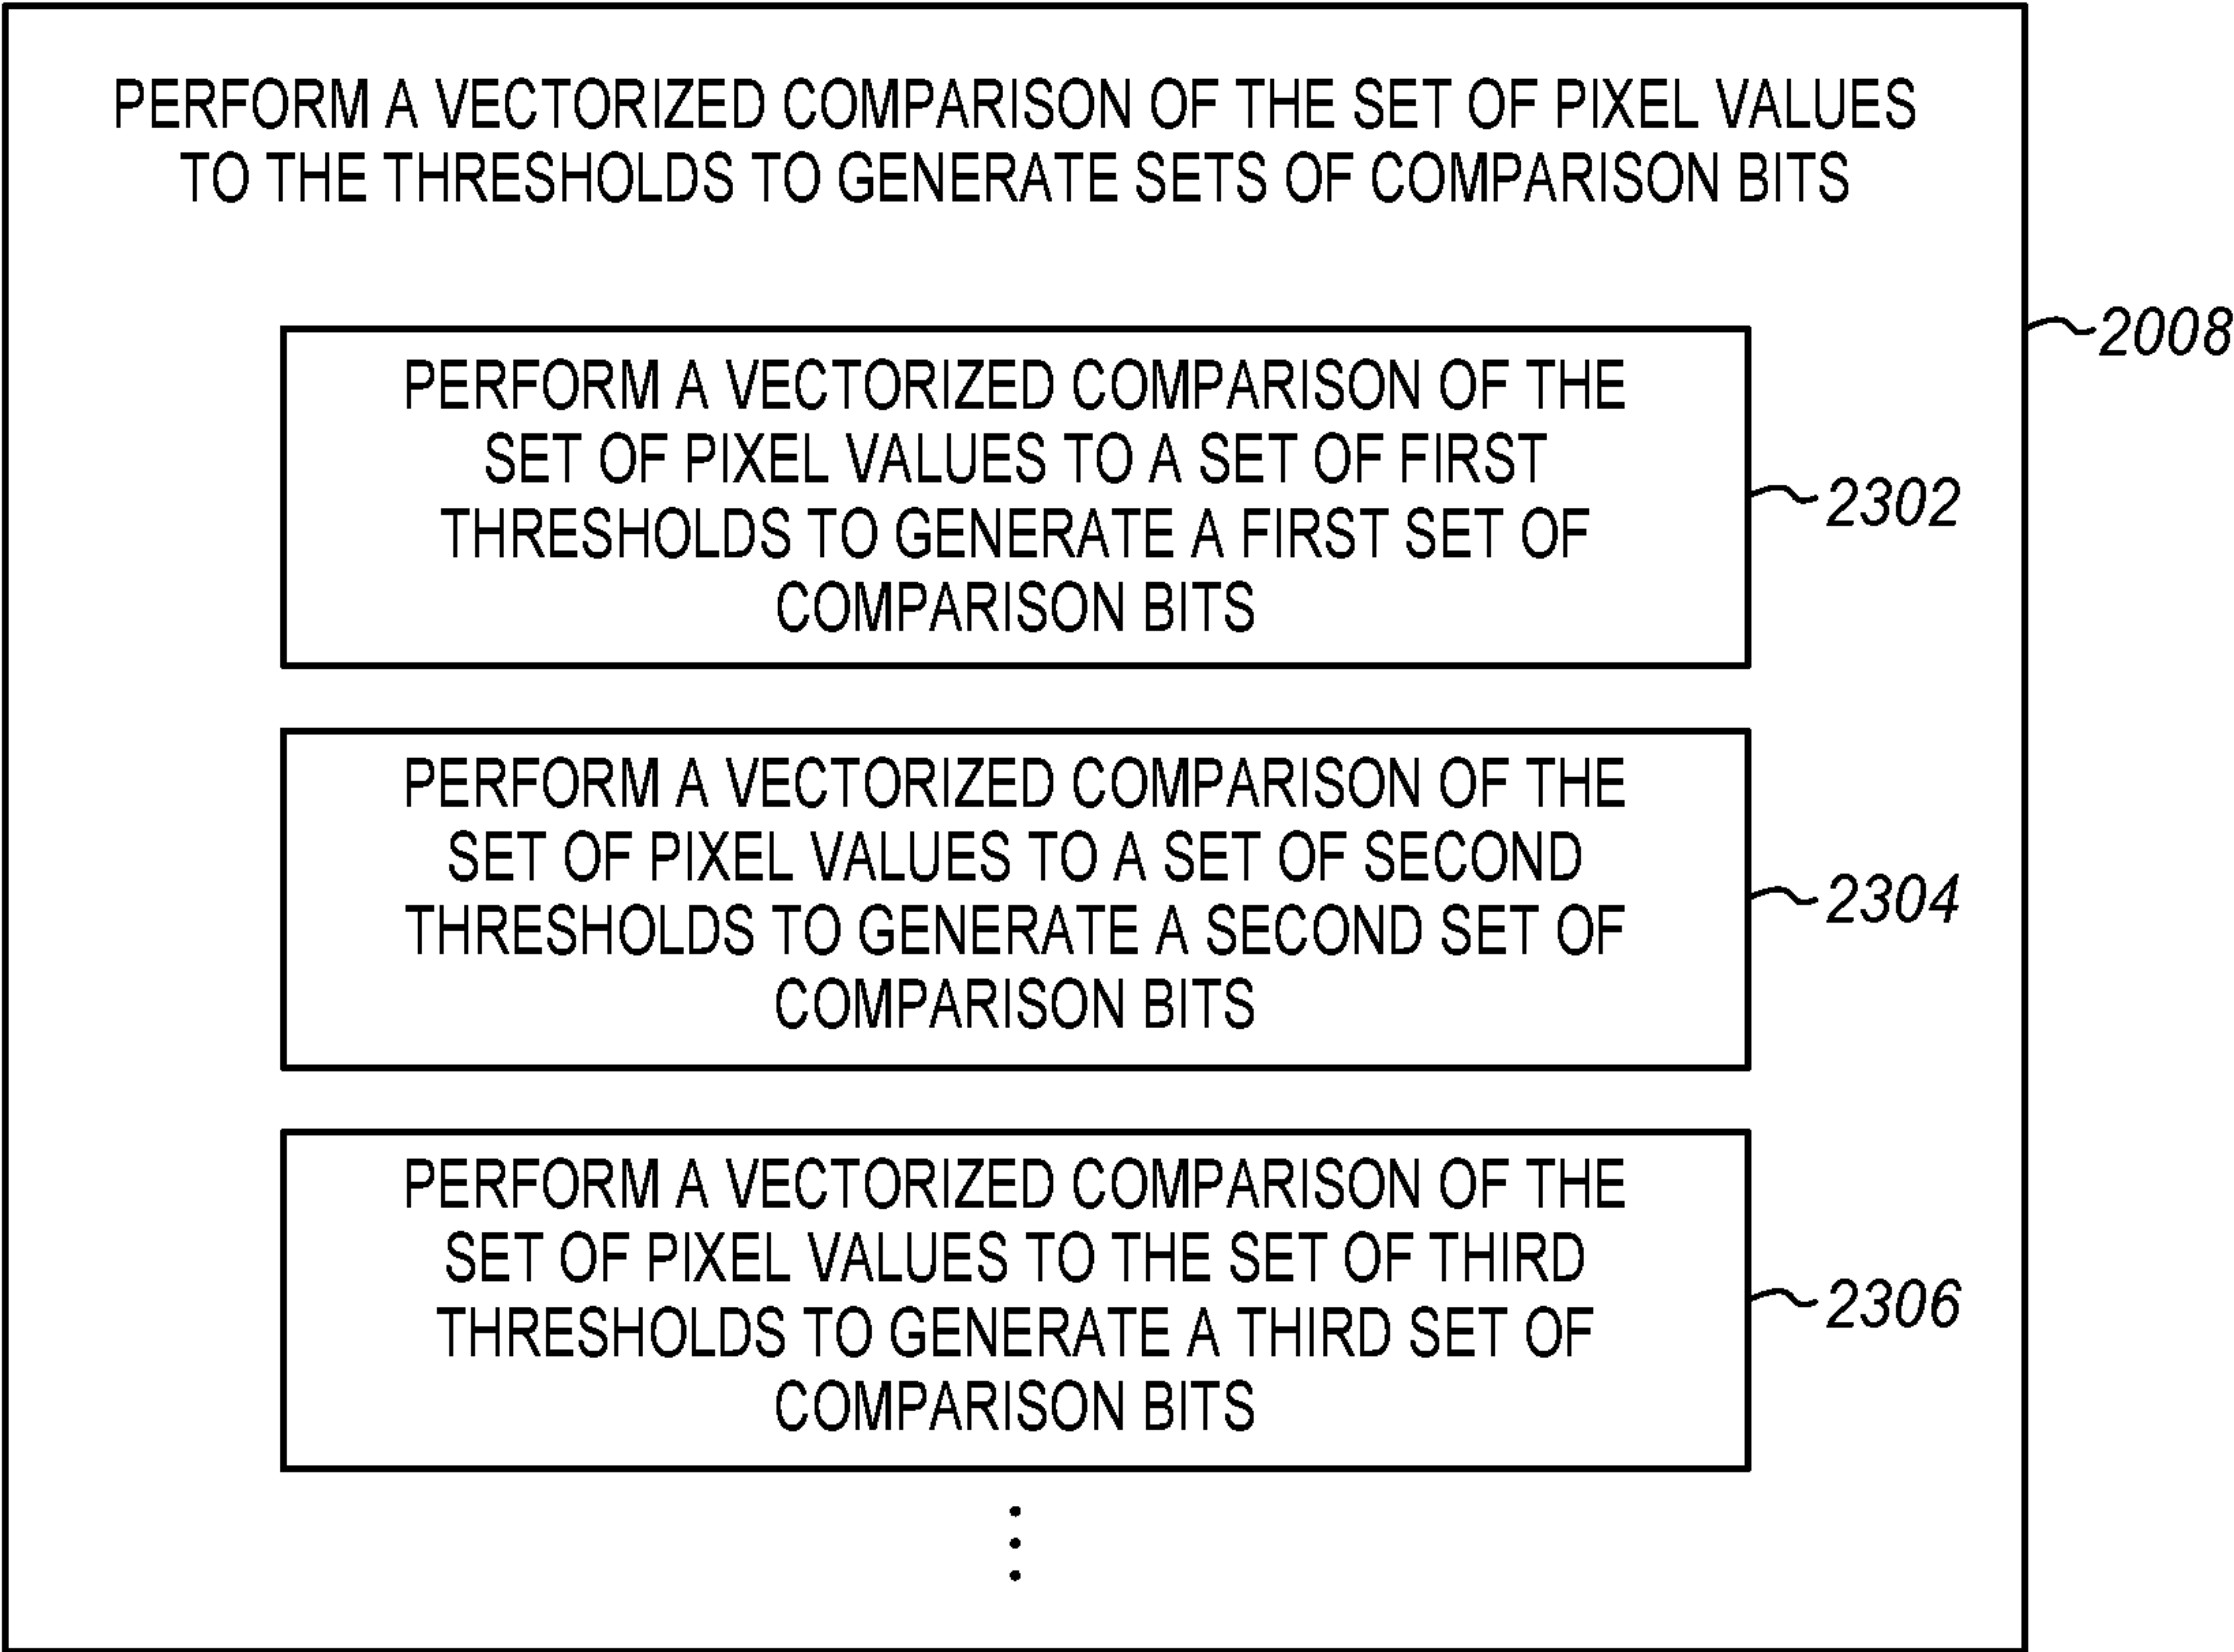 PERFORM A VECTORIZED COMPARISON OF THE SET OF PIXEL VALUES
TO THE THRESHOLDS TO GENERATE SETS OF COMPARISON BITS
2008
PERFORM A VECTORIZED COMPARISON OF THE
SET OF PIXEL VALUES TO A SET OF FIRST
THRESHOLDS TO GENERATE A FIRST SET OF
COMPARISON BITS
2302
PERFORM A VECTORIZED COMPARISON OF THE
SET OF PIXEL VALUES TO A SET OF SECOND
THRESHOLDS TO GENERATE A SECOND SET OF
COMPARISON BITS
2304
PERFORM A VECTORIZED COMPARISON OF THE
SET OF PIXEL VALUES TO THE SET OF THIRD
THRESHOLDS TO GENERATE A THIRD SET OF
COMPARISON BITS
2306